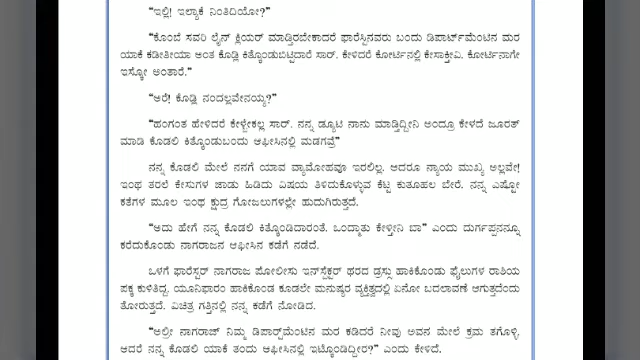 “ಇಲ್ಲಿ! ಇಲ್ಯಾಕೆ ನಿಂತಿದಿಯೋ?”
“ಕೊಂಬೆ ಸವರಿ ಲೈನ್ ಕ್ಲಿಯರ್ ಮಾಡ್ತಿರಬೇಕಾದರೆ ಫಾರೆಸ್ಟಿನವರು ಬಂದು ಡಿಪಾರ್ಟ್‌ಮೆಂಟಿನ ಮರ
ಯಾಕೆ ಕಡೀತೀಯಾ ಅಂತ ಕೊಡ್ಲಿ ಕಿತ್ಕೊಂಡುಬಿಟ್ಟಿದಾರೆ ಸಾರ್. ಕೇಳಿದರೆ ಕೋರ್ಟಿನಲ್ಲಿ ಕೇಸಾಕ್ತೀವಿ. ಕೋರ್ಟಿನಾಗೇ
ಇಸ್ಕೋ ಅಂತಾರೆ.”
“ಅರೆ! ಕೊಡ್ಲಿ ನಂದಲ್ಲವೇನಯ್ಯ?”
“ಹಂಗಂತ ಹೇಳಿದರೆ ಕೇಳ್ಬೇಕಲ್ಲ ಸಾರ್. ನನ್ನ ಡ್ಯೂಟಿ ನಾನು ಮಾಡ್ತಿದ್ದೀನಿ ಅಂದ್ರೂ ಕೇಳದೆ ಜೂರತ್
ಮಾಡಿ ಕೊಡಲಿ ಕಿತ್ಕೊಂಡುಬಂದು ಆಫೀಸಿನಲ್ಲಿ ಮಡಗವ್ರೆ”
ನನ್ನ ಕೊಡಲಿ ಮೇಲೆ ನನಗೆ ಯಾವ ವ್ಯಾಮೋಹವೂ ಇರಲಿಲ್ಲ. ಆದರೂ ನ್ಯಾಯ ಮುಖ್ಯ ಅಲ್ಲವೇ!
ಇಂಥ ತರಲೆ ಕೇಸುಗಳ ಜಾಡು ಹಿಡಿದು ವಿಷಯ ತಿಳಿದುಕೊಳ್ಳುವ ಕೆಟ್ಟ ಕುತೂಹಲ ಬೇರೆ. ನನ್ನ ಎಷ್ಟೋ
ಕತೆಗಳ ಮೂಲ ಇಂಥ ಕ್ಷುದ್ರ ಗೋಜಲುಗಳಲ್ಲೇ ಹುದುಗಿರುತ್ತದೆ.
“ಅದು ಹೇಗೆ ನನ್ನ ಕೊಡಲಿ ಕಿತ್ಕೊಂಡಿದಾರಂತೆ. ಒಂದ್ಮಾತು ಕೇಳ್ತೀನಿ ಬಾ” ಎಂದು ದುರ್ಗಪ್ಪನನ್ನೂ
ಕರೆದುಕೊಂಡು ನಾಗರಾಜನ ಆಫೀಸಿನ ಕಡೆಗೆ ನಡೆದೆ.
ಒಳಗೆ ಫಾರೆಸ್ಟರ್ ನಾಗರಾಜ ಪೋಲೀಸು ಇನ್‌ಸ್ಪೆಕ್ಟರ್ ಥರದ ಡ್ರಸ್ಸು ಹಾಕಿಕೊಂಡು ಫೈಲುಗಳ ರಾಶಿಯ
ಪಕ್ಕ ಕುಳಿತಿದ್ದ. ಯೂನಿಫಾರಂ ಹಾಕಿಕೊಂಡ ಕೂಡಲೇ ಮನುಷ್ಯರ ವ್ಯಕ್ತಿತ್ವದಲ್ಲಿ ಏನೋ ಬದಲಾವಣೆ ಆಗುತ್ತದೆಂದು
ತೋರುತ್ತದೆ. ವಿಚಿತ್ರ ಗತ್ತಿನಲ್ಲಿ ನನ್ನ ಕಡೆಗೆ ನೋಡಿದ.
“ಅಲ್ರೀ ನಾಗರಾಜ್ ನಿಮ್ಮ ಡಿಪಾರ್ಟ್‌ಮೆಂಟಿನ ಮರ ಕಡಿದರೆ ನೀವು ಅವನ ಮೇಲೆ ಕ್ರಮ ತಗೊಳ್ಳಿ.
ಆದರೆ ನನ್ನ ಕೊಡಲಿ ಯಾಕೆ ತಂದು ಆಫೀಸಿನಲ್ಲಿ ಇಟ್ಕೊಂಡಿದ್ದೀರ?” ಎಂದು ಕೇಳಿದೆ.